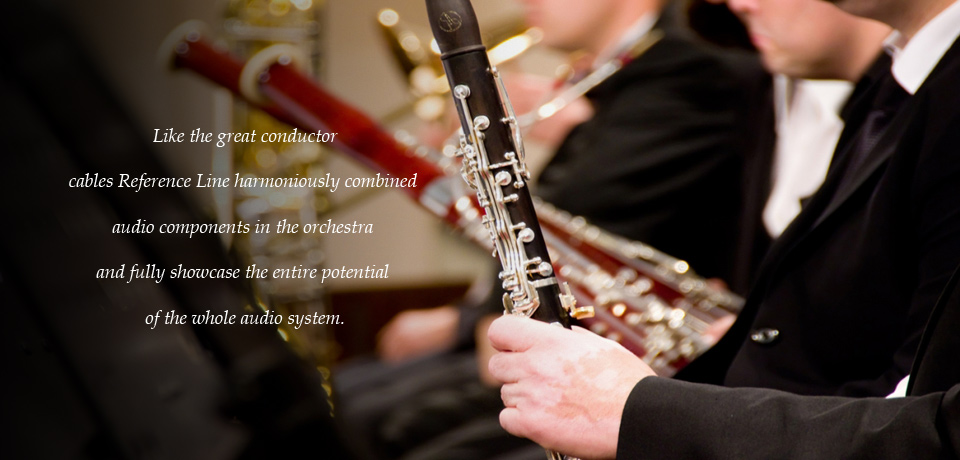 Like the great conductor
cables Reference Line harmoniously combined
audio components in the orchestra
and fully showcase the entire potential
of the whole audio system.